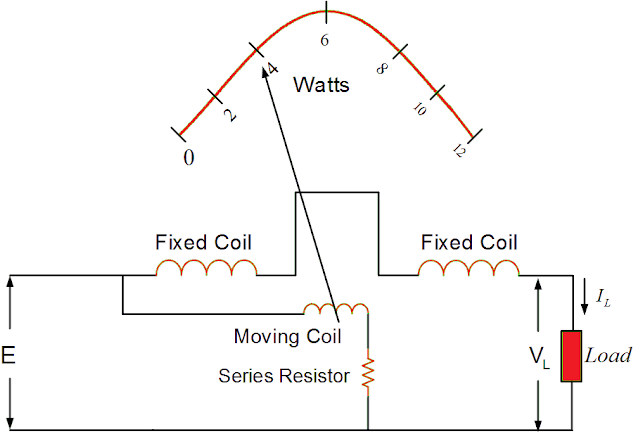 6
4
8
Watts
2
10
0
12
Fixed Coil
Fixed Coil
I_L
Moving Coil
E
V_L
Load
Series Resistor